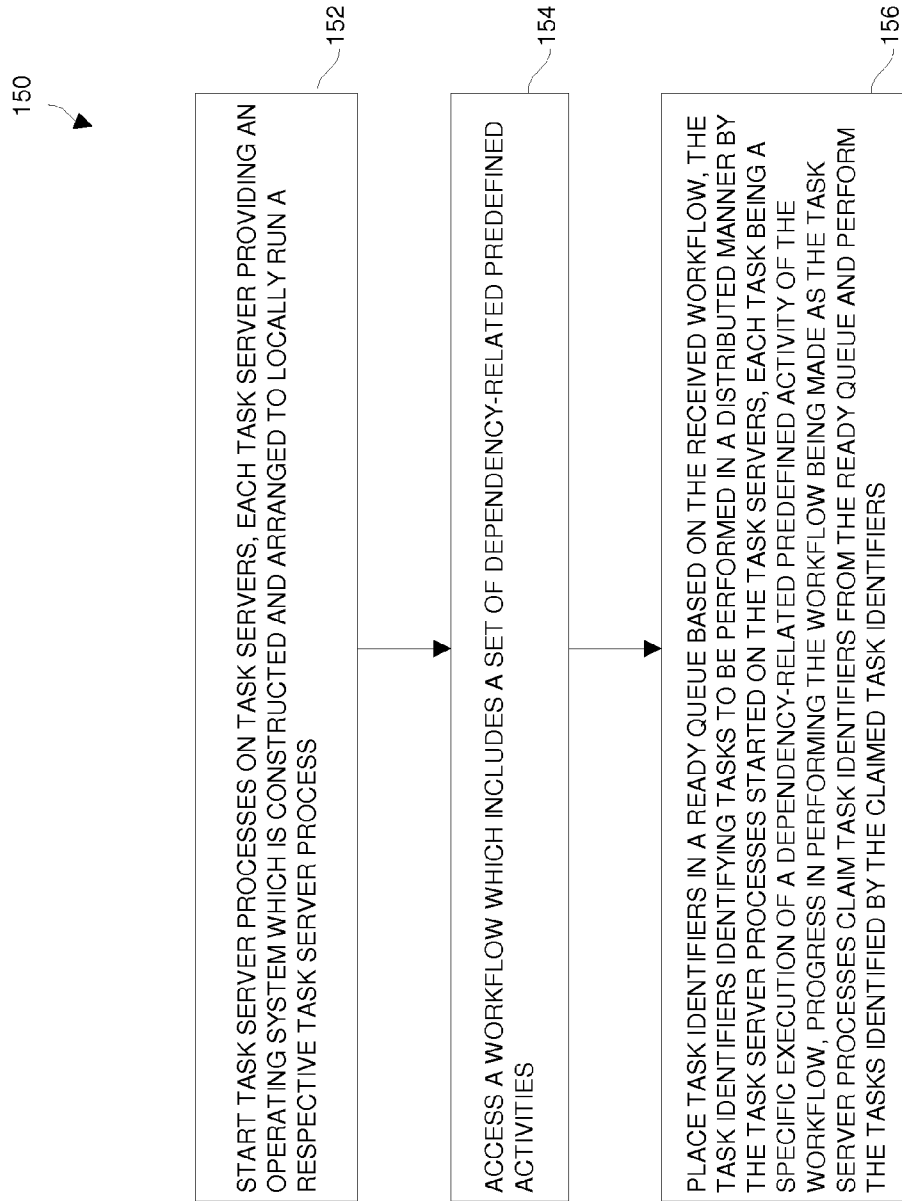 150
START TASK SERVER PROCESSES ON TASK SERVERS, EACH TASK SERVER PROVIDING AN
OPERATING SYSTEM WHICH IS CONSTRUCTED AND ARRANGED TO LOCALLY RUN A
RESPECTIVE TASK SERVER PROCESS
152
ACCESS A WORKFLOW WHICH INCLUDES A SET OF DEPENDENCY-RELATED PREDEFINED
ACTIVITIES
154
PLACE TASK IDENTIFIERS IN A READY QUEUE BASED ON THE RECEIVED WORKFLOW, THE
TASK IDENTIFIERS IDENTIFYING TASKS TO BE PERFORMED IN A DISTRIBUTED MANNER BY
THE TASK SERVER PROCESSES STARTED ON THE TASK SERVERS, EACH TASK BEING A
SPECIFIC EXECUTION OF A DEPENDENCY-RELATED PREDEFINED ACTIVITY OF THE
WORKFLOW, PROGRESS IN PERFORMING THE WORKFLOW BEING MADE AS THE TASK
SERVER PROCESSES CLAIM TASK IDENTIFIERS FROM THE READY QUEUE AND PERFORM
THE TASKS IDENTIFIED BY THE CLAIMED TASK IDENTIFIERS
156